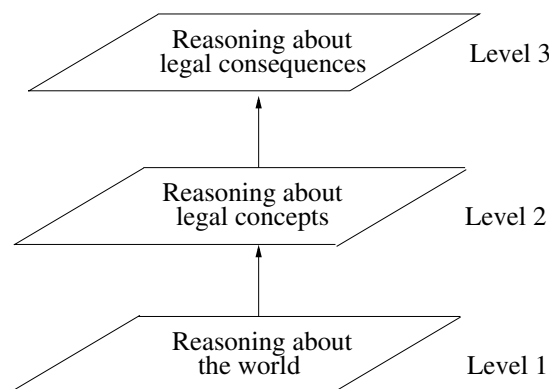 Reasoning about
legal consequences
Level 3
Reasoning about
legal concepts
Level 2
Reasoning about
the world
Level 1